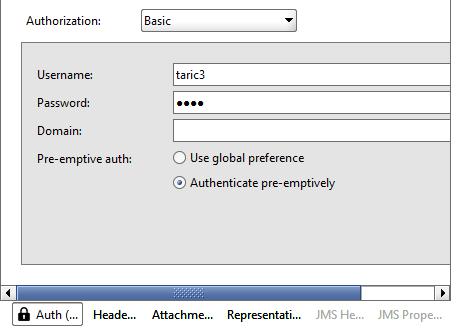 Authorization: Basic
Username: taric3
Password: ●●●●
Domain:
Pre-emptive auth: Use global preference
Authenticate pre-emptively
Auth (... Heade... Attachme... Representati... JMS He... JMS Prope...